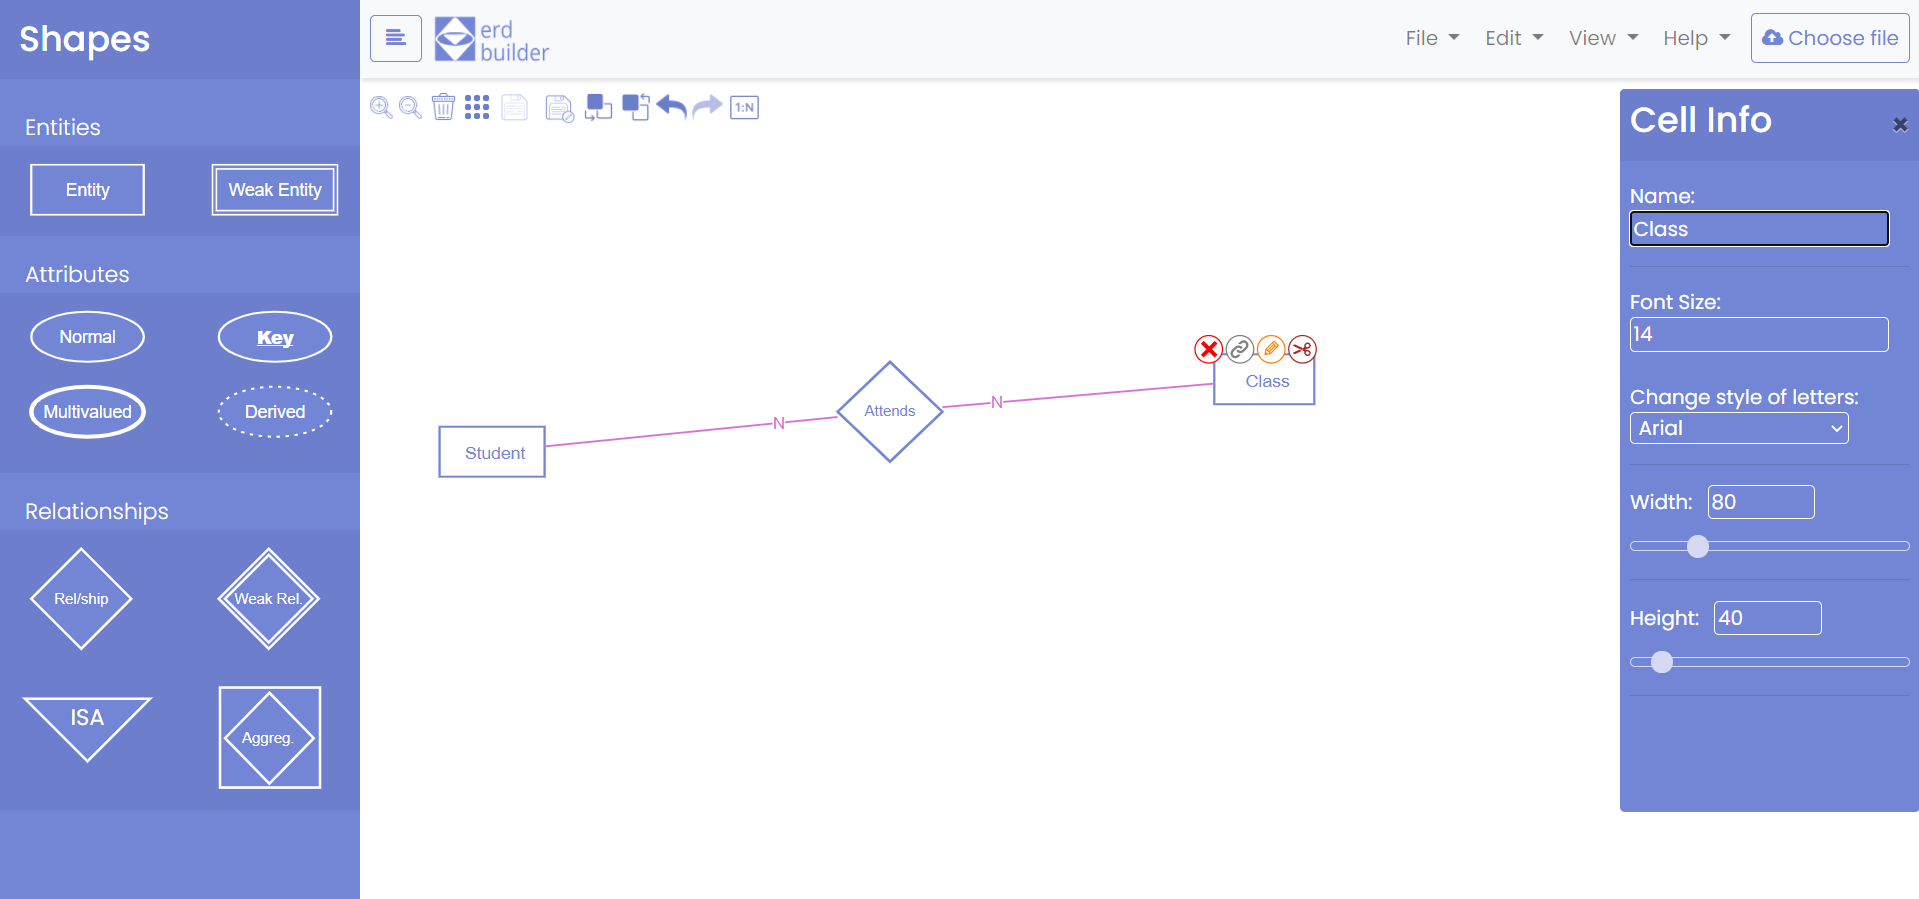 Shapes
erd
builder
File
Edit
View
Help
Choose file
1:N
Cell Info
Entities
Entity
Weak Entity
Name:
Class
Attributes
Font Size:
14
Normal
Key
Class
Change style of letters:
Arial
Multivalued
Derived
Attends
N
N
Student
Width:
80
Relationships
Rel/ship
Weak Rel.
Height:
40
ISA
Aggreg.